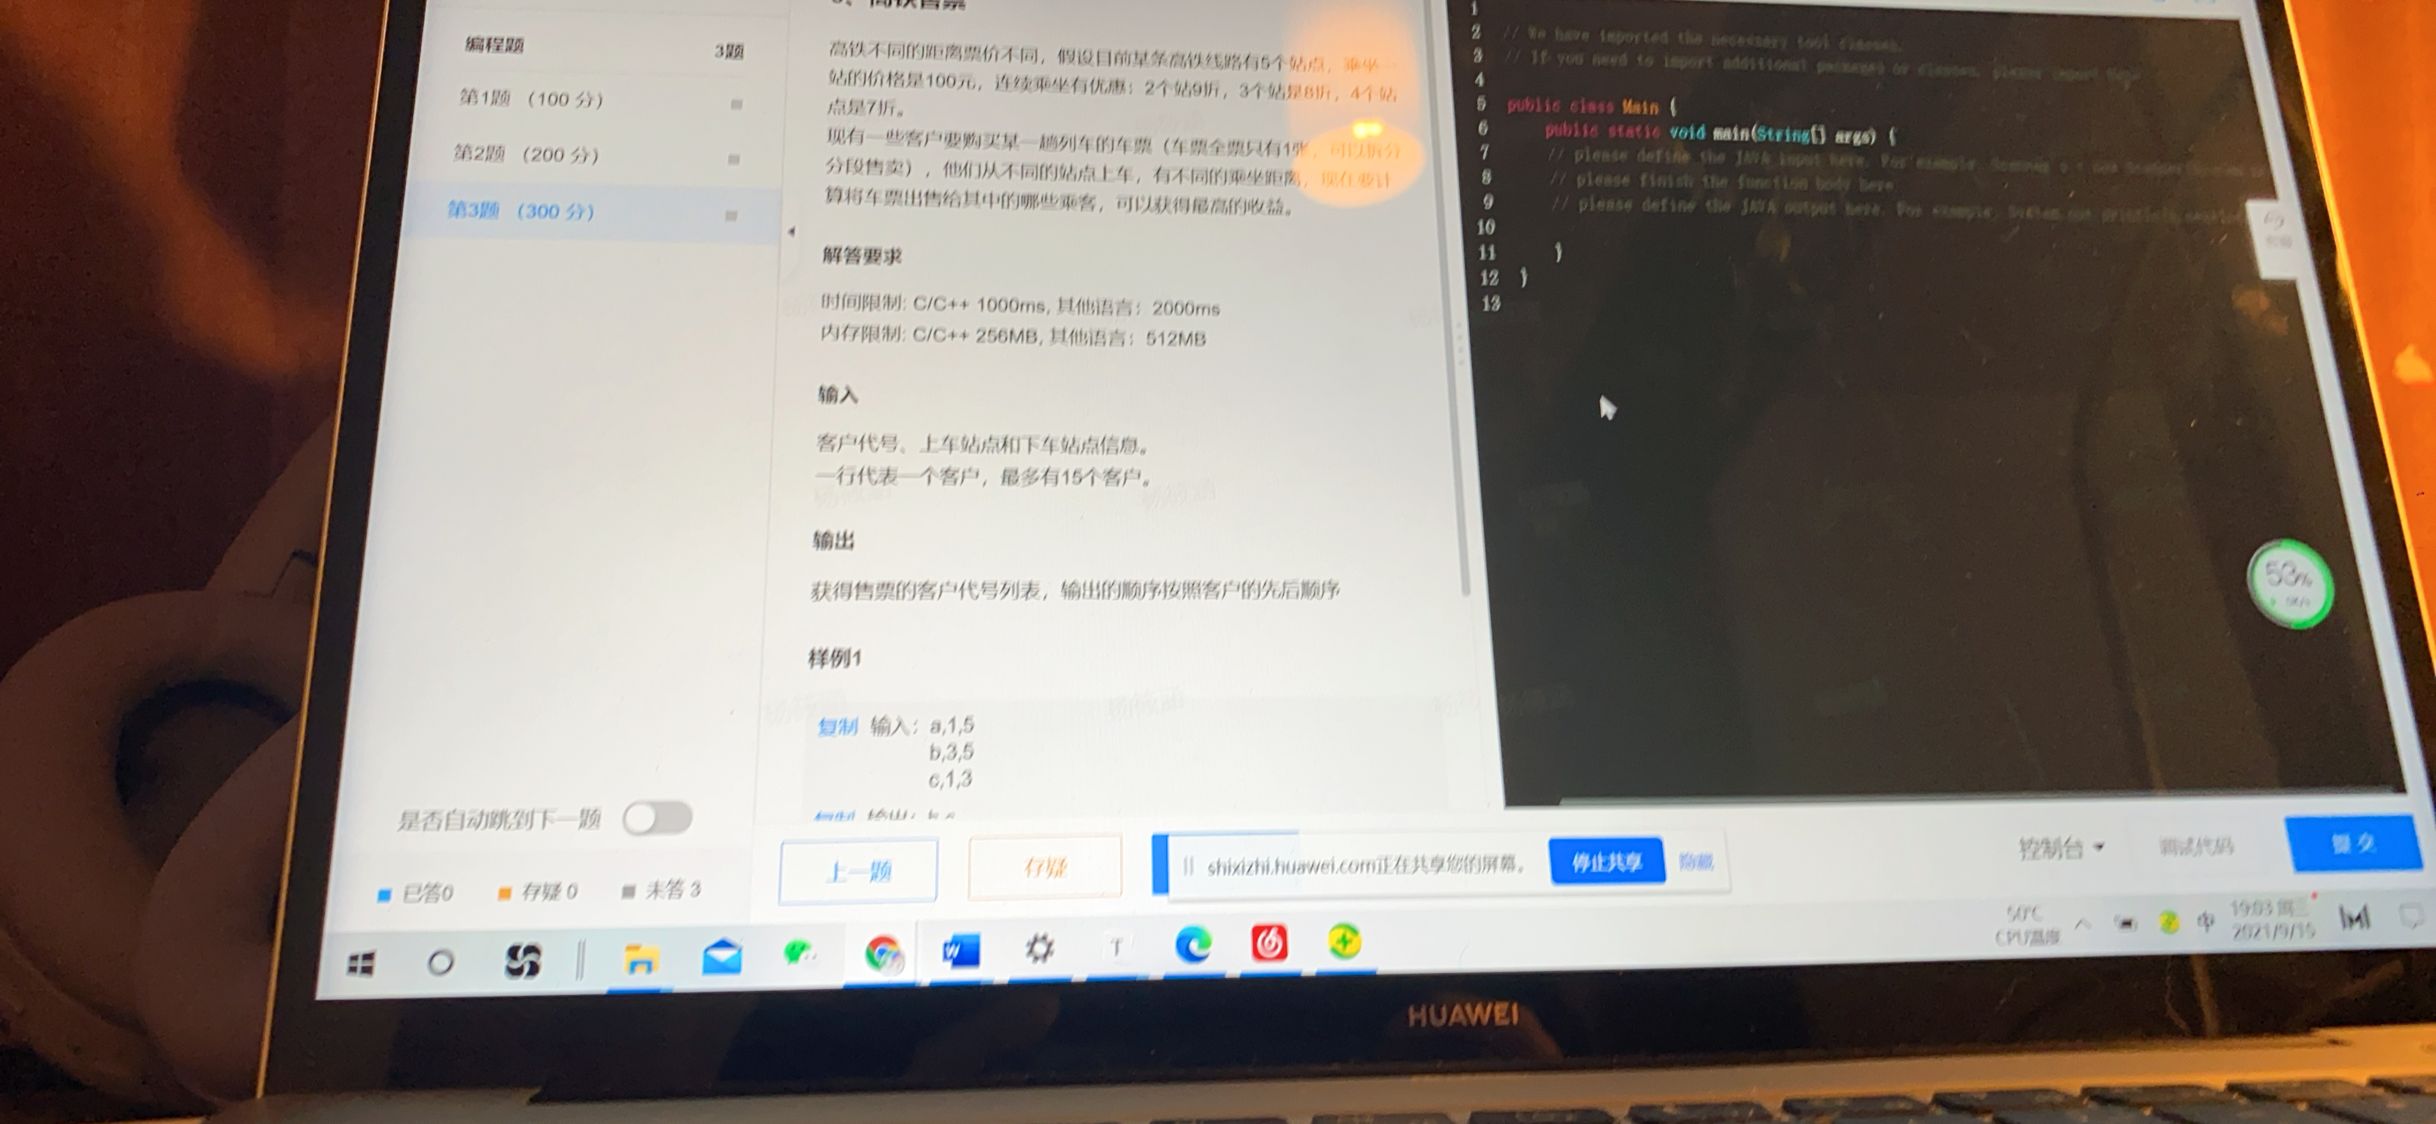 编程题
3题
第1题 （100 分）
第2题 （200 分）
第3题 （300 分）
高铁不同的距离票价不同，假设目前某条高铁线路有5个站点，乘坐一
站的价格是100元，连续乘坐有优惠：2个站9折，3个站是8折，4个站
点是7折。
现有一些客户要购买某一趟列车的车票（车票全票只有1张，可以拆分
分段售卖），他们从不同的站点上车，有不同的乘坐距离，现在要计
算将车票出售给其中的哪些乘客，可以获得最高的收益。
解答要求
时间限制: C/C++ 1000ms, 其他语言：2000ms
内存限制: C/C++ 256MB, 其他语言：512MB
输入
客户代号、上车站点和下车站点信息。
一行代表一个客户，最多有15个客户。
输出
获得售票的客户代号列表，输出的顺序按照客户的先后顺序
样例1
复制 输入：a,1,5
b,3,5
c,1,3
是否自动跳到下一题
已答0
存疑 0
未答 3
上一题
存疑
shixizhi.huawei.com正在共享您的屏幕。
停止共享
隐藏
控制台
调试代码
提交
1
2 // We have imported the necessary tool classes.
3 // If you need to import additional packages or classes, please import here.
4
5 public class Main {
6 public static void main(String[] args) {
7 // please define the JAVA input here. For example: Scanner s = new Scanner(System.in
8 // please finish the function body here.
9 // please define the JAVA output here. For example: System.out.println(s.
10
11 }
12 }
13
53%
50℃
CPU温度
中
19:03 周三
2021/9/15
HUAWEI